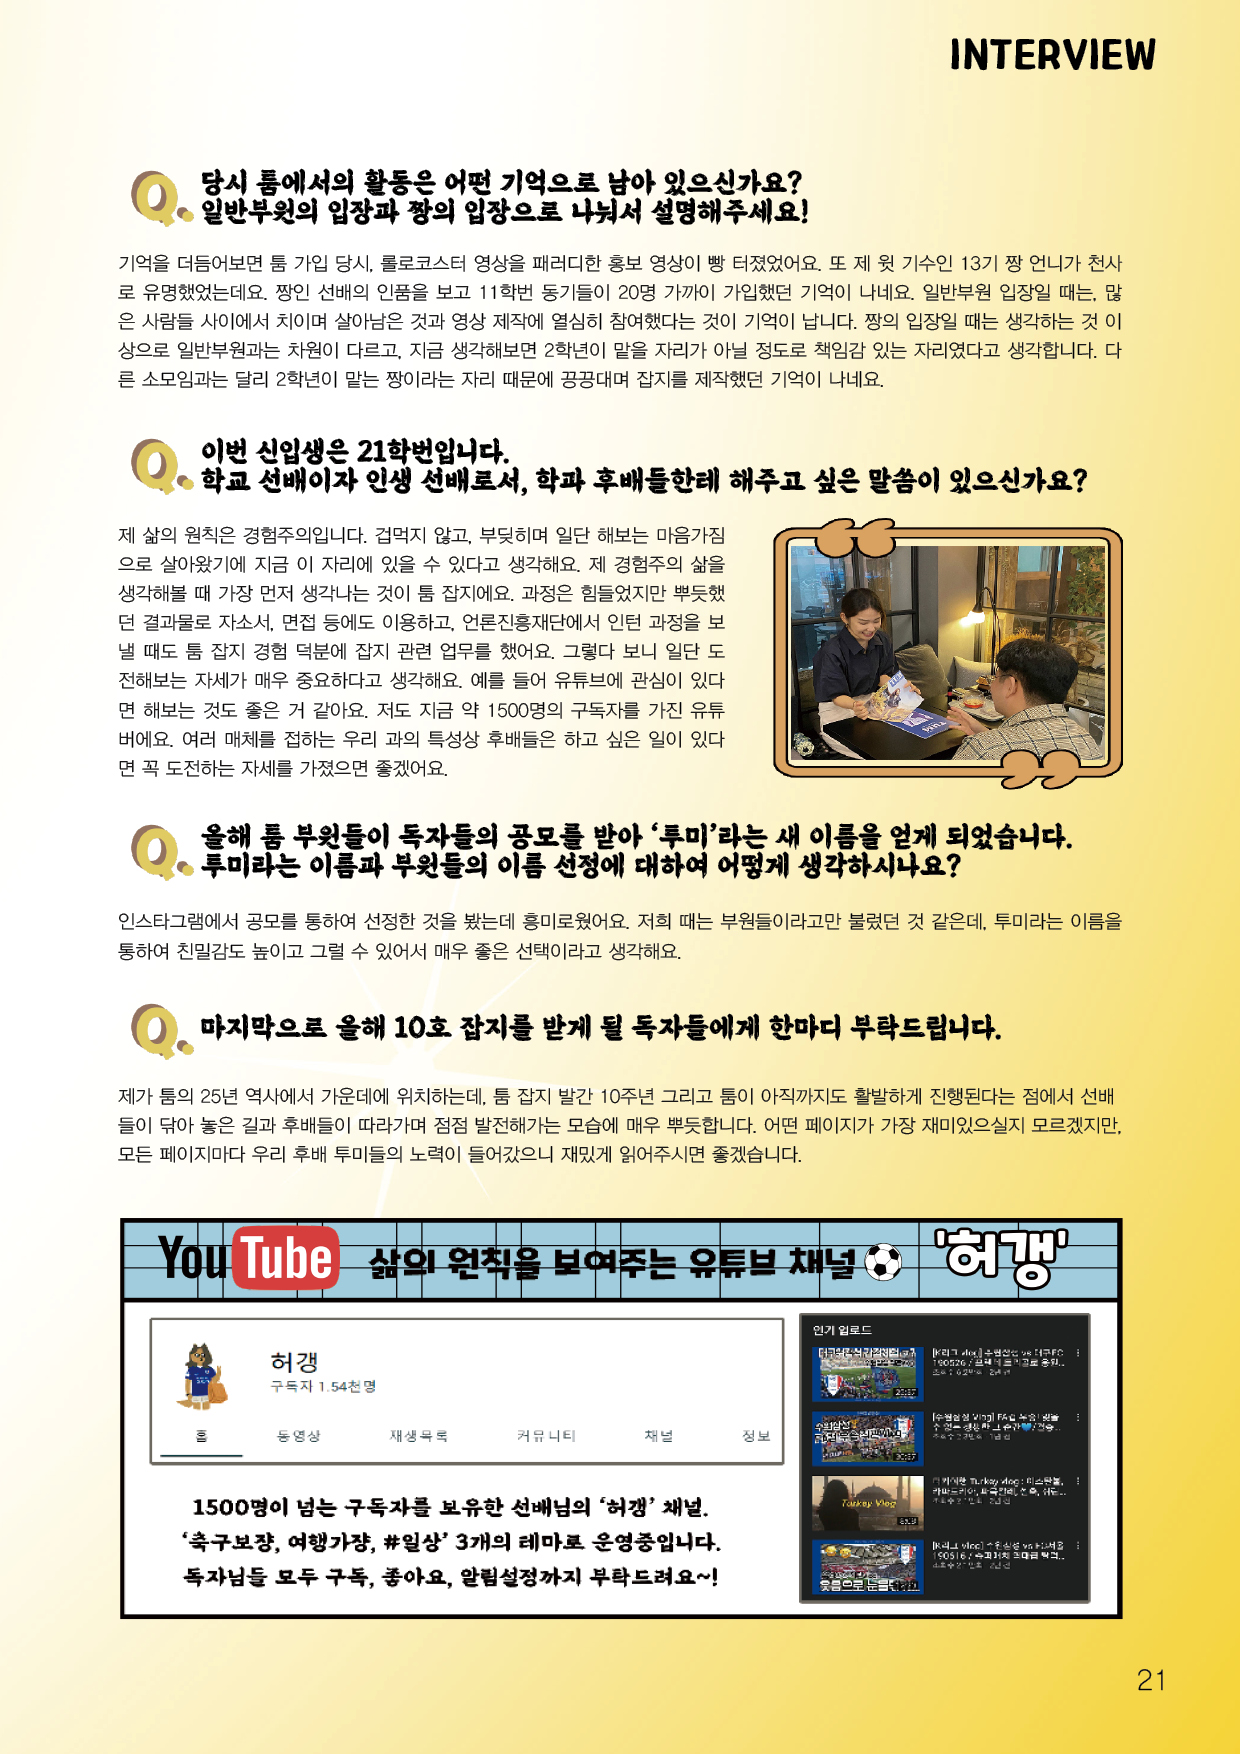 INTERVIEW
Q. 당시 툼에서의 활동은 어떤 기억으로 남아 있으신가요?
일반부원의 입장과 짱의 입장으로 나눠서 설명해주세요!
기억을 더듬어보면 툼 가입 당시, 롤로코스터 영상을 패러디한 홍보 영상이 빵 터졌었어요. 또 제 윗 기수인 13기 짱 언니가 천사
로 유명했었는데요. 짱인 선배의 인품을 보고 11학번 동기들이 20명 가까이 가입했던 기억이 나네요. 일반부원 입장일 때는, 많
은 사람들 사이에서 치이며 살아남은 것과 영상 제작에 열심히 참여했다는 것이 기억이 납니다. 짱의 입장일 때는 생각하는 것 이
상으로 일반부원과는 차원이 다르고, 지금 생각해보면 2학년이 맡을 자리가 아닐 정도로 책임감 있는 자리였다고 생각합니다. 다
른 소모임과는 달리 2학년이 맡는 짱이라는 자리 때문에 끙끙대며 잡지를 제작했던 기억이 나네요.
Q. 이번 신입생은 21학번입니다.
학교 선배이자 인생 선배로서, 학과 후배들한테 해주고 싶은 말씀이 있으신가요?
제 삶의 원칙은 경험주의입니다. 겁먹지 않고, 부딪히며 일단 해보는 마음가짐
으로 살아왔기에 지금 이 자리에 있을 수 있다고 생각해요. 제 경험주의 삶을
생각해볼 때 가장 먼저 생각나는 것이 툼 잡지에요. 과정은 힘들었지만 뿌듯했
던 결과물로 자소서, 면접 등에도 이용하고, 언론진흥재단에서 인턴 과정을 보
낼 때도 툼 잡지 경험 덕분에 잡지 관련 업무를 했어요. 그렇다 보니 일단 도
전해보는 자세가 매우 중요하다고 생각해요. 예를 들어 유튜브에 관심이 있다
면 해보는 것도 좋은 거 같아요. 저도 지금 약 1500명의 구독자를 가진 유튜
버에요. 여러 매체를 접하는 우리 과의 특성상 후배들은 하고 싶은 일이 있다
면 꼭 도전하는 자세를 가졌으면 좋겠어요.
Q. 올해 툼 부원들이 독자들의 공모를 받아 ‘투미’라는 새 이름을 얻게 되었습니다.
투미라는 이름과 부원들의 이름 선정에 대하여 어떻게 생각하시나요?
인스타그램에서 공모를 통하여 선정한 것을 봤는데 흥미로웠어요. 저희 때는 부원들이라고만 불렀던 것 같은데, 투미라는 이름을
통하여 친밀감도 높이고 그럴 수 있어서 매우 좋은 선택이라고 생각해요.
Q. 마지막으로 올해 10호 잡지를 받게 될 독자들에게 한마디 부탁드립니다.
제가 툼의 25년 역사에서 가운데에 위치하는데, 툼 잡지 발간 10주년 그리고 툼이 아직까지도 활발하게 진행된다는 점에서 선배
들이 닦아 놓은 길과 후배들이 따라가며 점점 발전해가는 모습에 매우 뿌듯합니다. 어떤 페이지가 가장 재미있으실지 모르겠지만,
모든 페이지마다 우리 후배 투미들의 노력이 들어갔으니 재밌게 읽어주시면 좋겠습니다.
YouTube 삶의 원칙을 보여주는 유튜브 채널 '허갱'
허갱
구독자 1.54천명
홈 동영상 재생목록 커뮤니티 채널 정보
1500명이 넘는 구독자를 보유한 선배님의 ‘허갱’ 채널.
‘축구보쟝, 여행가쟝, #일상’ 3개의 테마로 운영중입니다.
독자님들 모두 구독, 좋아요, 알림설정까지 부탁드려요~!
인기 업로드
Turkey Vlog
21